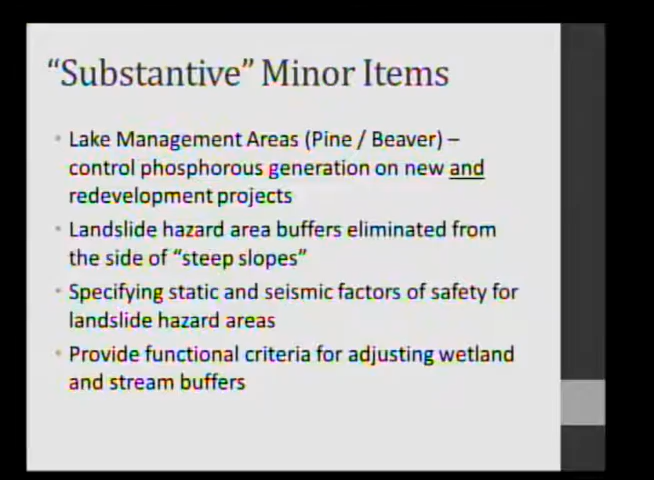 “Substantive” Minor Items
• Lake Management Areas (Pine / Beaver) –
control phosphorous generation on new and
redevelopment projects
• Landslide hazard area buffers eliminated from
the side of “steep slopes”
• Specifying static and seismic factors of safety for
landslide hazard areas
• Provide functional criteria for adjusting wetland
and stream buffers